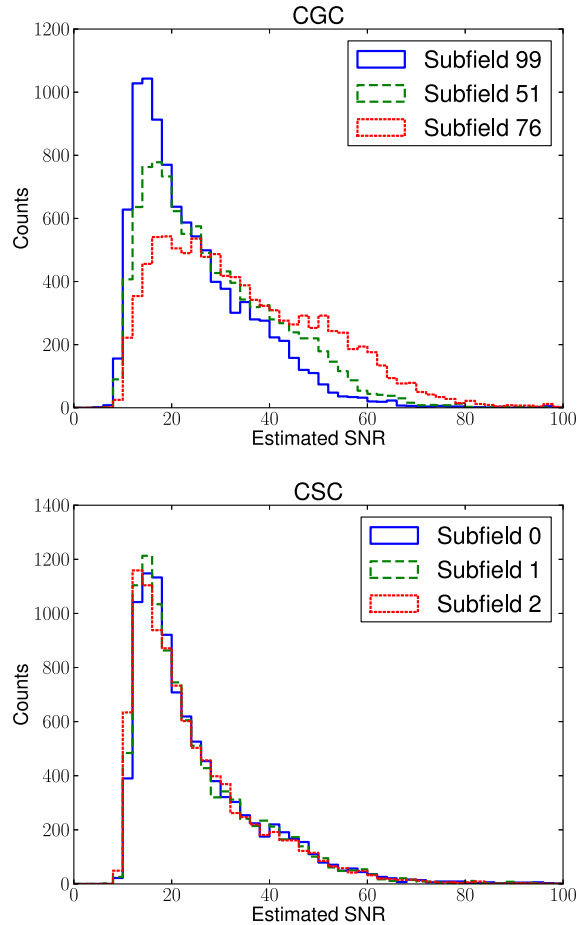 CGC
1200
1000
800
600
400
200
0
Counts
Subfield 99
Subfield 51
Subfield 76
0 20 40 60 80 100
Estimated SNR
CSC
1400
1200
1000
800
600
400
200
0
Counts
Subfield 0
Subfield 1
Subfield 2
0 20 40 60 80 100
Estimated SNR